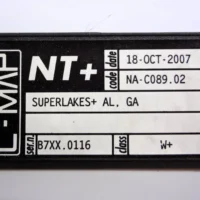 C-MAP
NT+
date 18-OCT-2007
code NA-C089.02
SUPERLAKES+ AL, GA
ser.n. B7XX.0116
class W+